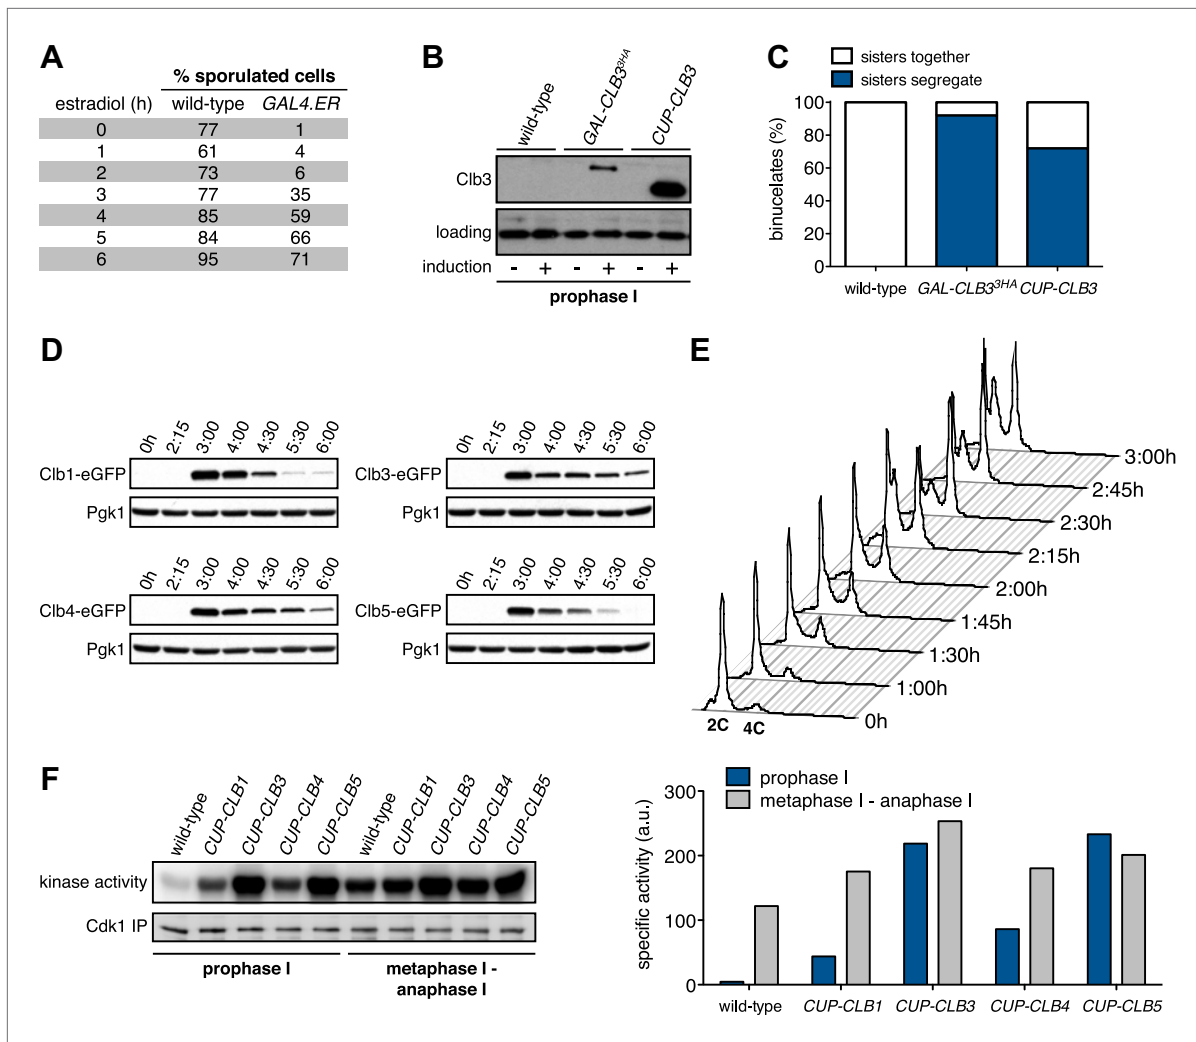 A
% sporulated cells
estradiol (h) wild-type GAL4.ER
0 77 1
1 61 4
2 73 6
3 77 35
4 85 59
5 84 66
6 95 71
B
wild-type GAL-CLB3³ᴴᴬ CUP-CLB3
Clb3
loading
induction - + - + - +
prophase I
C
sisters together
sisters segregate
binucelates (%)
100
80
60
40
20
0
wild-type GAL-CLB3³ᴴᴬ CUP-CLB3
D
0h 2:15 3:00 4:00 4:30 5:30 6:00
Clb1-eGFP
Pgk1
0h 2:15 3:00 4:00 4:30 5:30 6:00
Clb3-eGFP
Pgk1
0h 2:15 3:00 4:00 4:30 5:30 6:00
Clb4-eGFP
Pgk1
0h 2:15 3:00 4:00 4:30 5:30 6:00
Clb5-eGFP
Pgk1
E
3:00h
2:45h
2:30h
2:15h
2:00h
1:45h
1:30h
1:00h
0h
2C 4C
F
wild-type CUP-CLB1 CUP-CLB3 CUP-CLB4 CUP-CLB5 wild-type CUP-CLB1 CUP-CLB3 CUP-CLB4 CUP-CLB5
kinase activity
Cdk1 IP
prophase I
metaphase I -
anaphase I
prophase I
metaphase I - anaphase I
specific activity (a.u.)
300
200
100
0
wild-type CUP-CLB1 CUP-CLB3 CUP-CLB4 CUP-CLB5